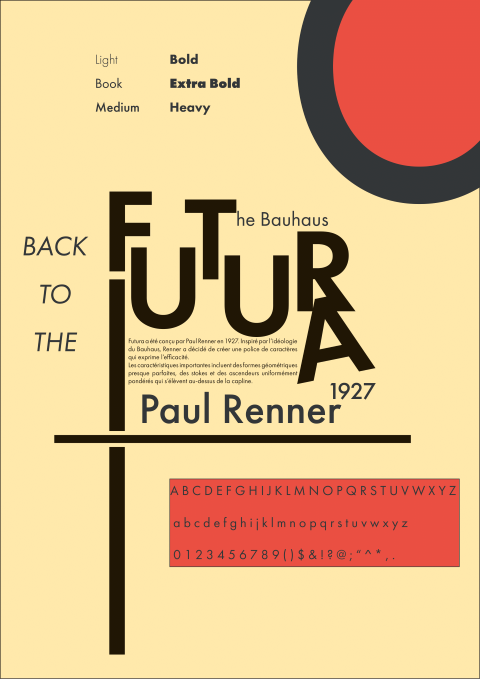 Light Bold
Book Extra Bold
Medium Heavy
BACK
TO
THE
FUTURA
The Bauhaus
Futura a été conçu par Paul Renner en 1927. Inspiré par l'idéologie
du Bauhaus, Renner a décidé de créer une police de caractères
qui exprime l'efficacité.
Les caractéristiques importantes incluent des formes géométriques
presque parfaites, des stokes et des ascendeurs uniformément
pondérés qui s'élèvent au-dessus de la capline.
1927
Paul Renner
ABCDEFGHIJKLMNOPQRSTUVWXYZ
abcdefghijklmnopqrstuvwxyz
0123456789()$&!?@;"^*,.